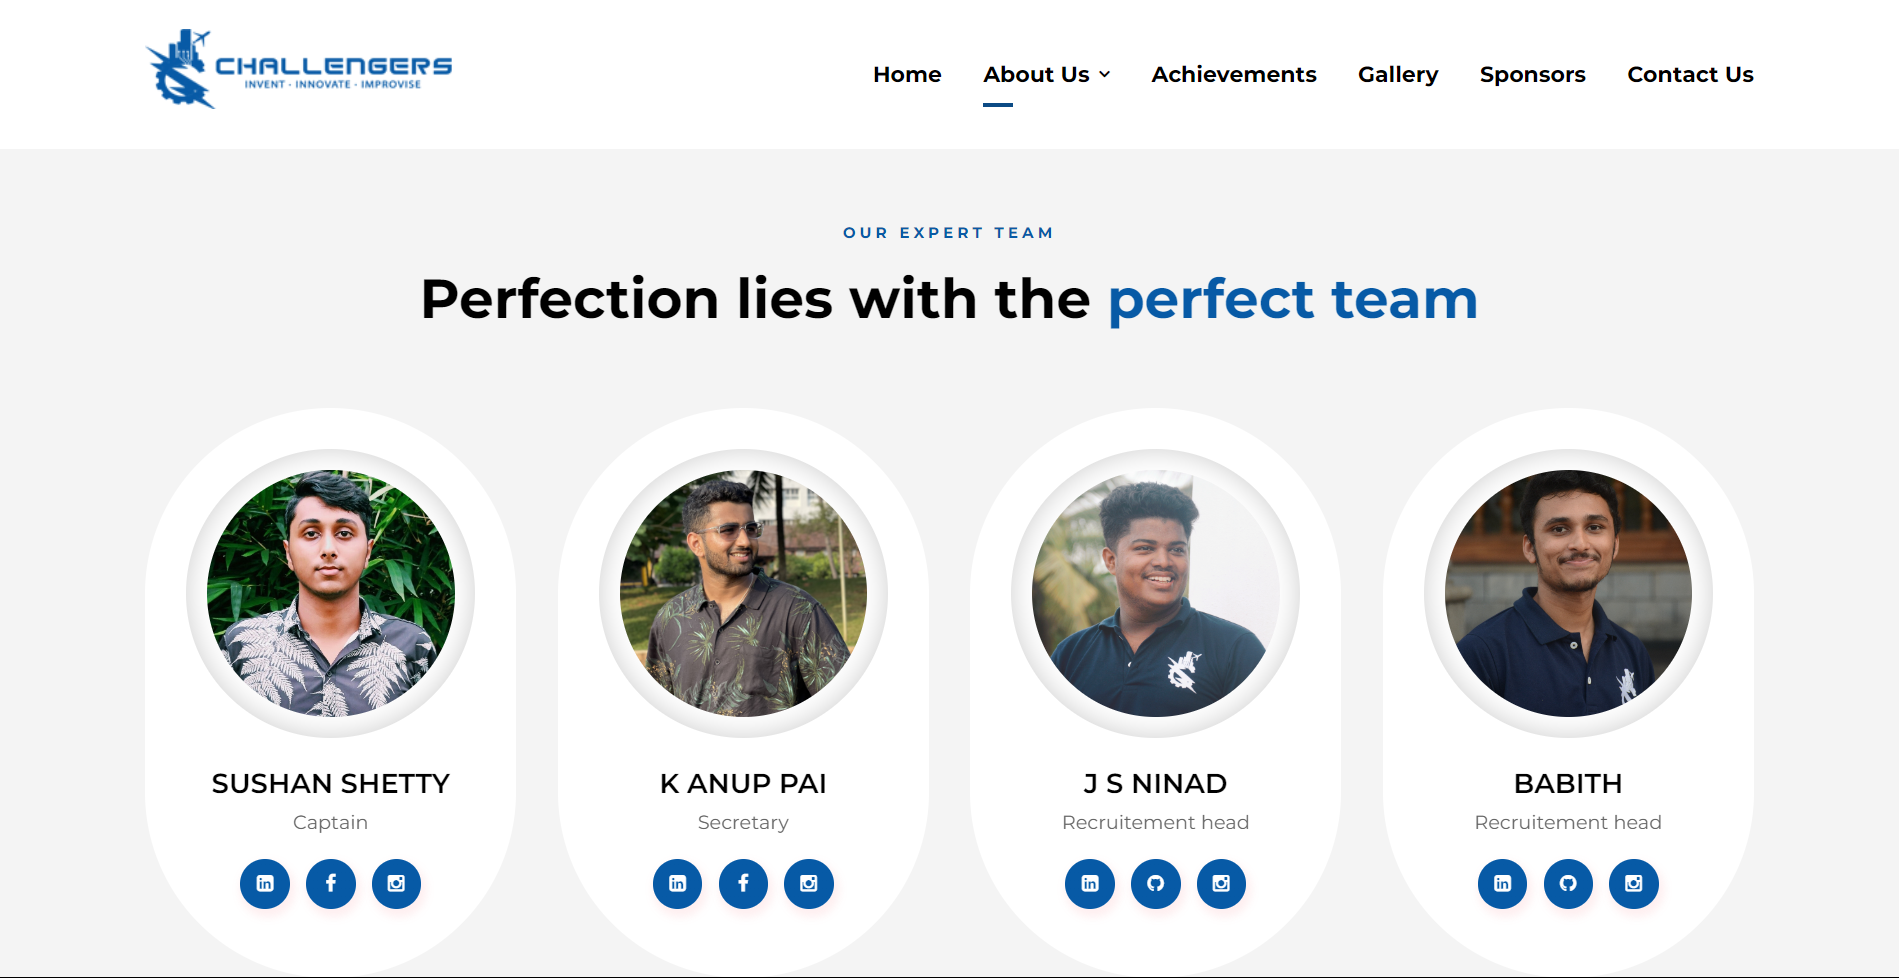 CHALLENGERS
INVENT · INNOVATE · IMPROVISE
Home About Us Achievements Gallery Sponsors Contact Us
OUR EXPERT TEAM
Perfection lies with the perfect team
SUSHAN SHETTY
Captain
K ANUP PAI
Secretary
J S NINAD
Recruitement head
BABITH
Recruitement head